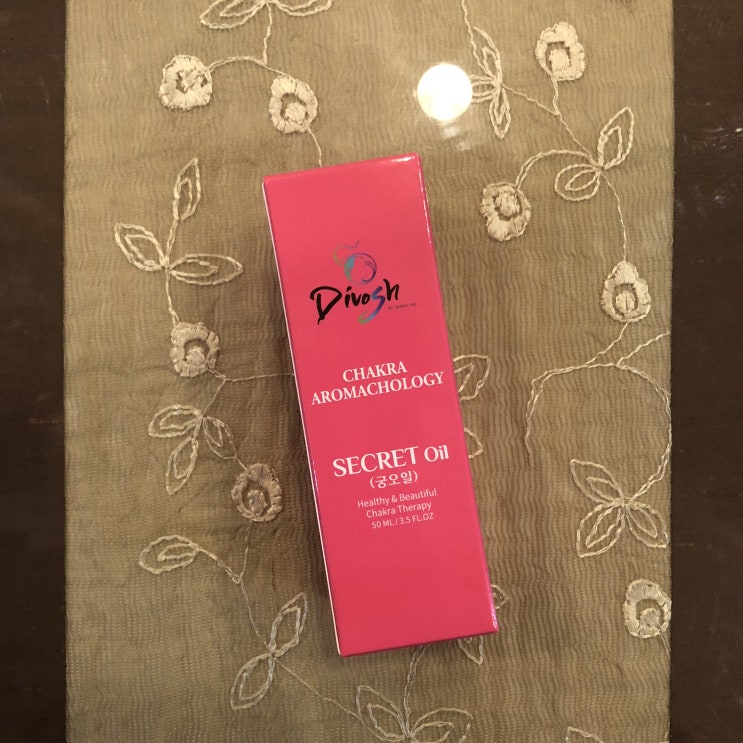 Divosh
CHAKRA
AROMACHOLOGY
SECRET Oil
(궁오일)
Healthy & Beautiful
Chakra Therapy
50 ML / 3.5 FL.OZ